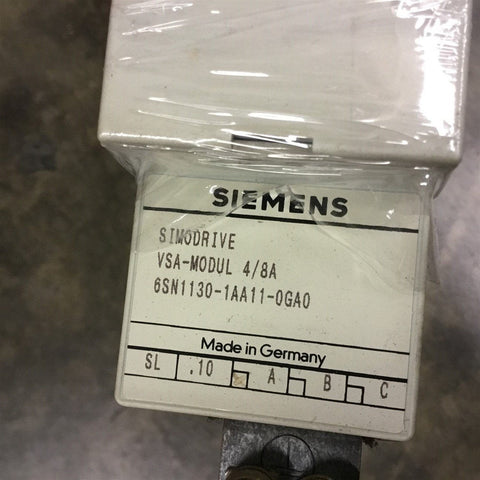 SIEMENS
SIMODRIVE
VSA-MODUL 4/8A
6SN1130-1AA11-0GA0
Made in Germany
SL .10 A B C